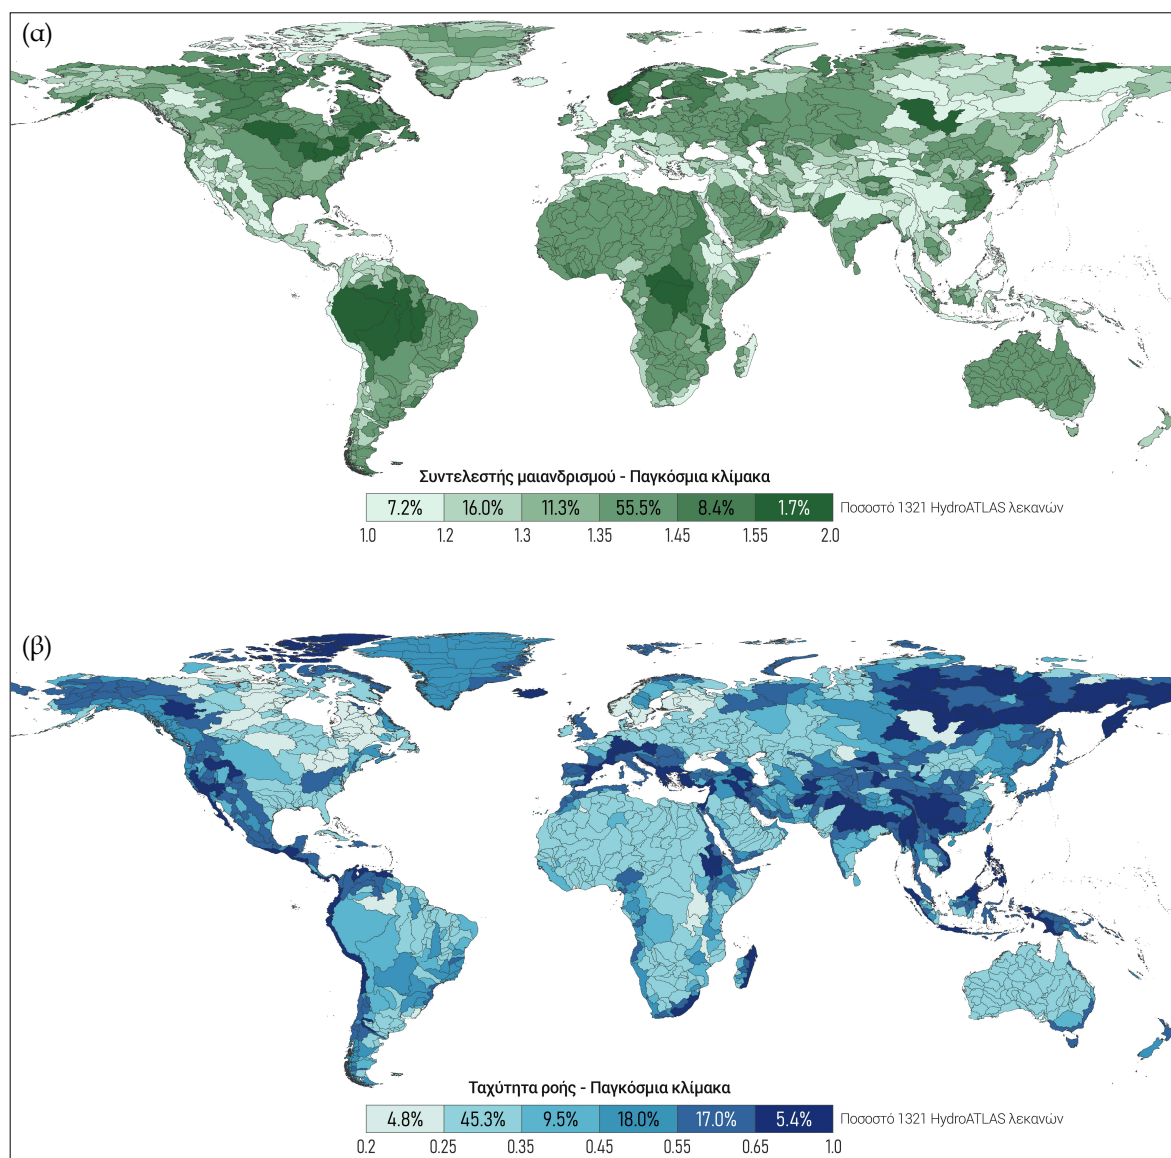 (α)
Συντελεστής μαιανδρισμού - Παγκόσμια κλίμακα
7.2% 16.0% 11.3% 55.5% 8.4% 1.7% Ποσοστό 1321 HydroATLAS λεκανών
1.0 1.2 1.3 1.35 1.45 1.55 2.0
(β)
Ταχύτητα ροής - Παγκόσμια κλίμακα
4.8% 45.3% 9.5% 18.0% 17.0% 5.4% Ποσοστό 1321 HydroATLAS λεκανών
0.2 0.25 0.35 0.45 0.55 0.65 1.0